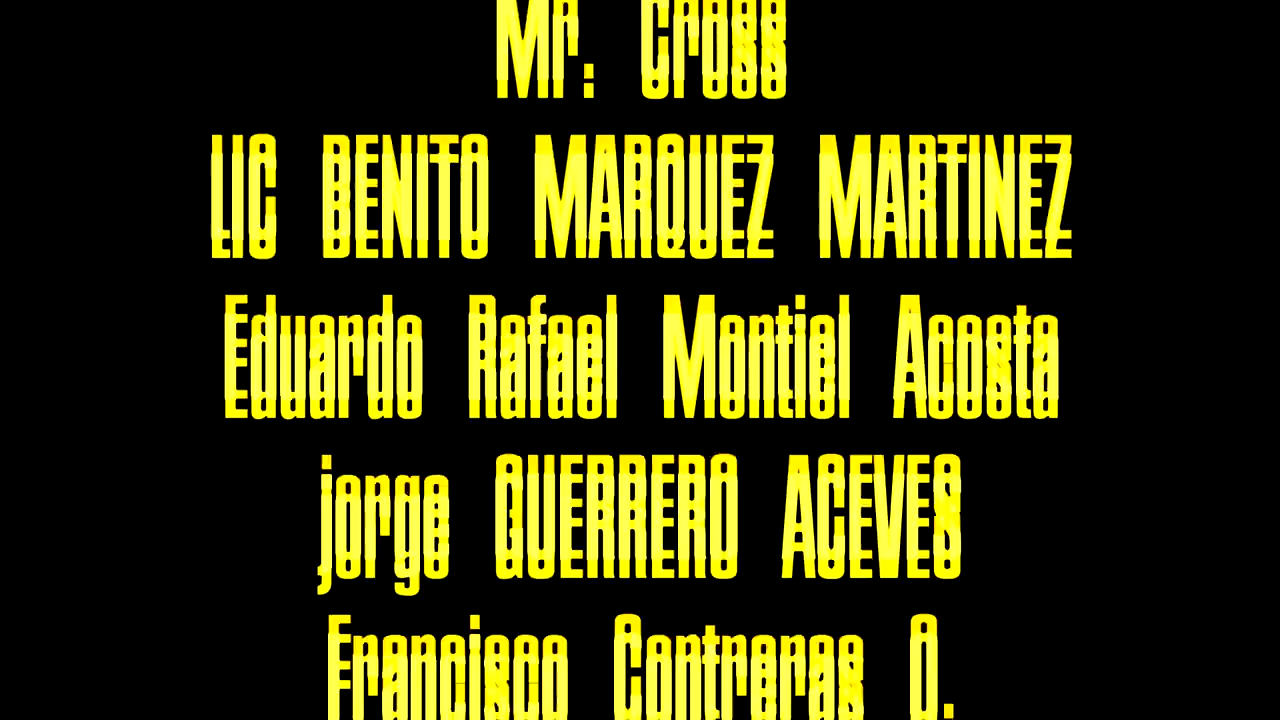 Mr. Cross
LIC BENITO MARQUEZ MARTINEZ
Eduardo Rafael Montiel Acosta
jorge GUERRERO ACEVES
Francisco Contreras O.